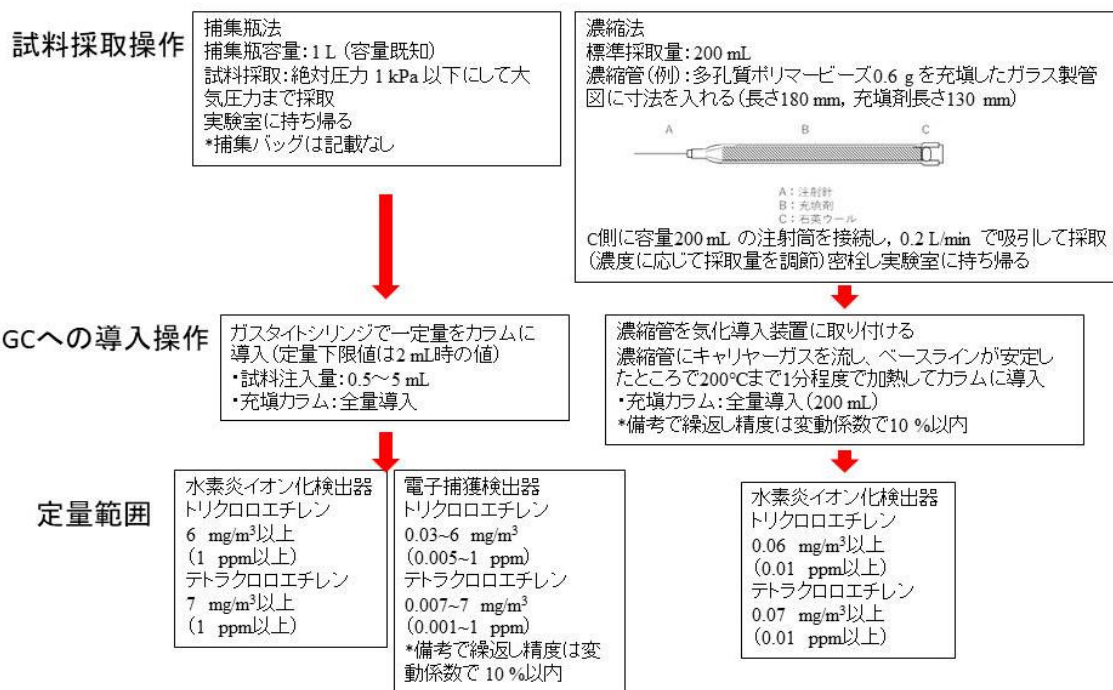 試料採取操作
捕集瓶法
捕集瓶容量:1 L (容量既知)
試料採取:絶対圧力 1 kPa 以下にして大
気圧力まで採取
実験室に持ち帰る
*捕集バッグは記載なし
濃縮法
標準採取量:200 mL
濃縮管(例):多孔質ポリマービーズ0.6 g を充塡したガラス製管
図に寸法を入れる(長さ180 mm, 充塡剤長さ130 mm)
A
B
C
A:注射針
B:充塡剤
C:石英ウール
C側に容量200 mL の注射筒を接続し, 0.2 L/min で吸引して採取
(濃度に応じて採取量を調節)密栓し実験室に持ち帰る
GCへの導入操作
ガスタイトシリンジで一定量をカラムに
導入(定量下限値は2 mL時の値)
・試料注入量:0.5～5 mL
・充塡カラム:全量導入
濃縮管を気化導入装置に取り付ける
濃縮管にキャリヤーガスを流し、ベースラインが安定し
たところで200℃まで1分程度で加熱してカラムに導入
・充塡カラム:全量導入(200 mL)
*備考で繰返し精度は変動係数で10 %以内
定量範囲
水素炎イオン化検出器
トリクロロエチレン
6 mg/m³以上
(1 ppm以上)
テトラクロロエチレン
7 mg/m³以上
(1 ppm以上)
電子捕獲検出器
トリクロロエチレン
0.03~6 mg/m³
(0.005~1 ppm)
テトラクロロエチレン
0.007~7 mg/m³
(0.001~1 ppm)
*備考で繰返し精度は変
動係数で 10 %以内
水素炎イオン化検出器
トリクロロエチレン
0.06 mg/m³以上
(0.01 ppm以上)
テトラクロロエチレン
0.07 mg/m³以上
(0.01 ppm以上)